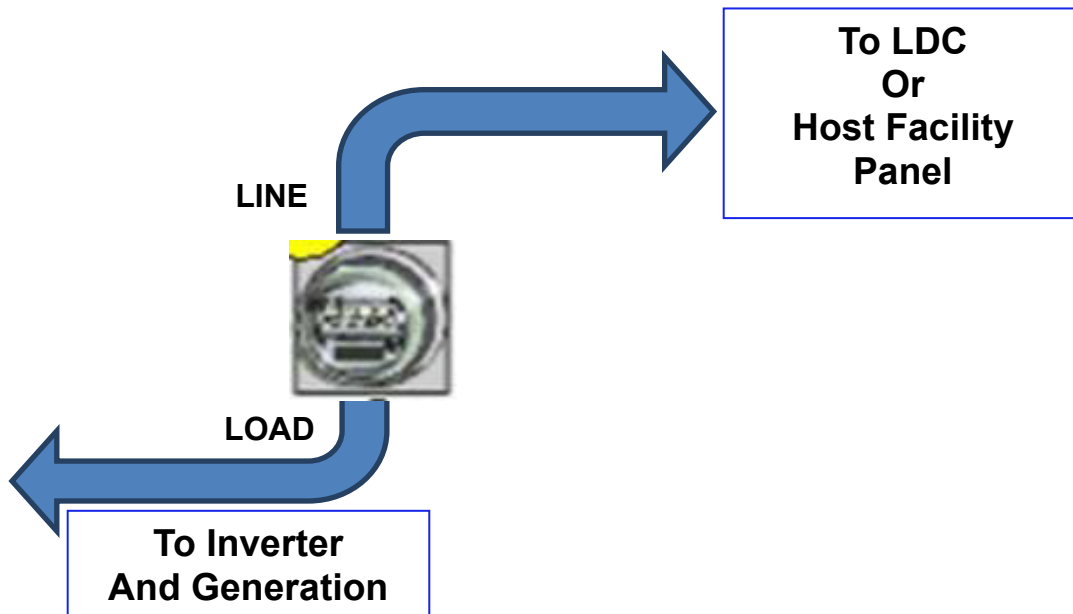 To LDC
Or
Host Facility
Panel
LINE
LOAD
To Inverter
And Generation